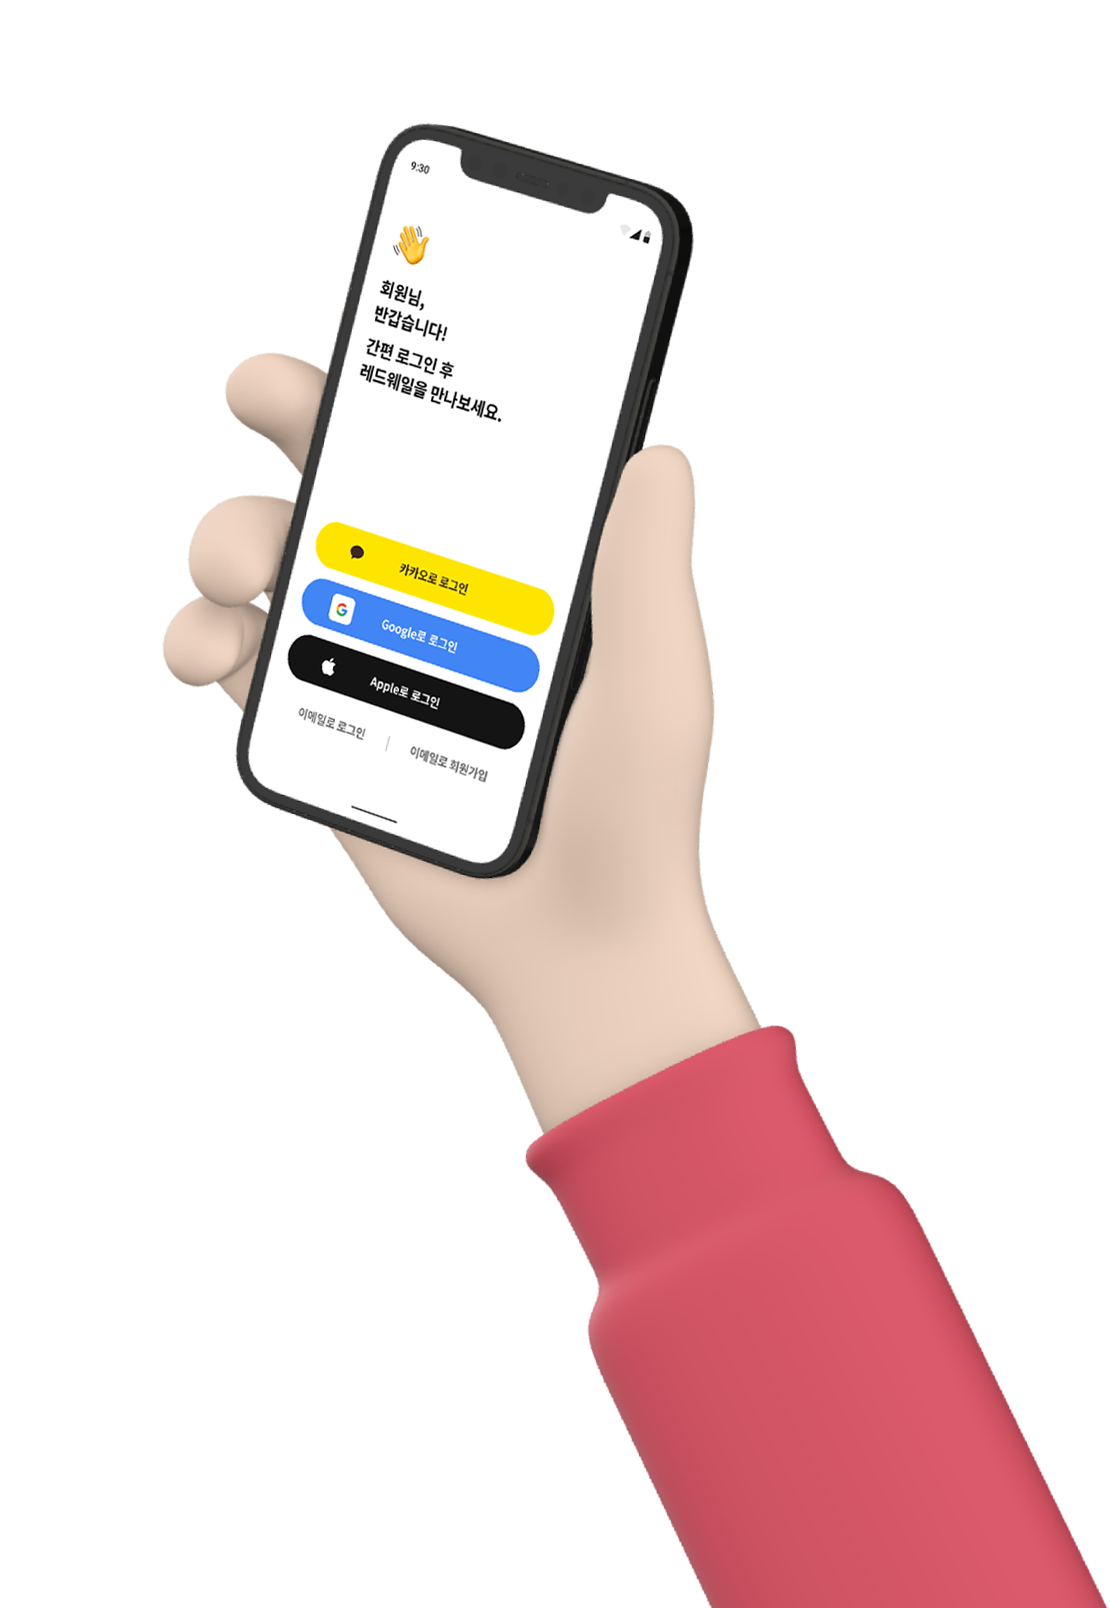 9:30
회원님,
반갑습니다!
간편 로그인 후
레드웨일을 만나보세요.
카카오로 로그인
G
Google로 로그인
Apple로 로그인
이메일로 로그인
이메일로 회원가입